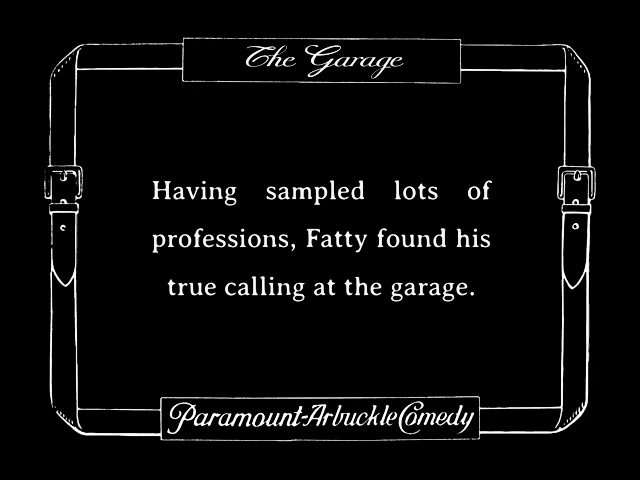 The Garage
Having sampled lots of
professions, Fatty found his
true calling at the garage.
Paramount-Arbuckle Comedy